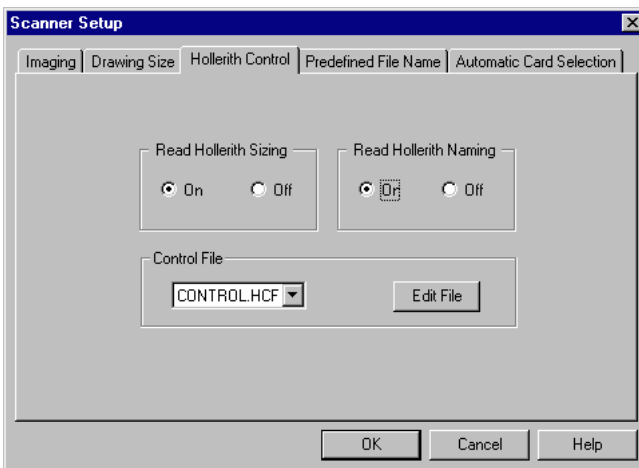 Scanner Setup
Imaging Drawing Size Hollerith Control Predefined File Name Automatic Card Selection
Read Hollerith Sizing Read Hollerith Naming
On Off On Off
Control File
CONTROL.HCF Edit File
OK Cancel Help